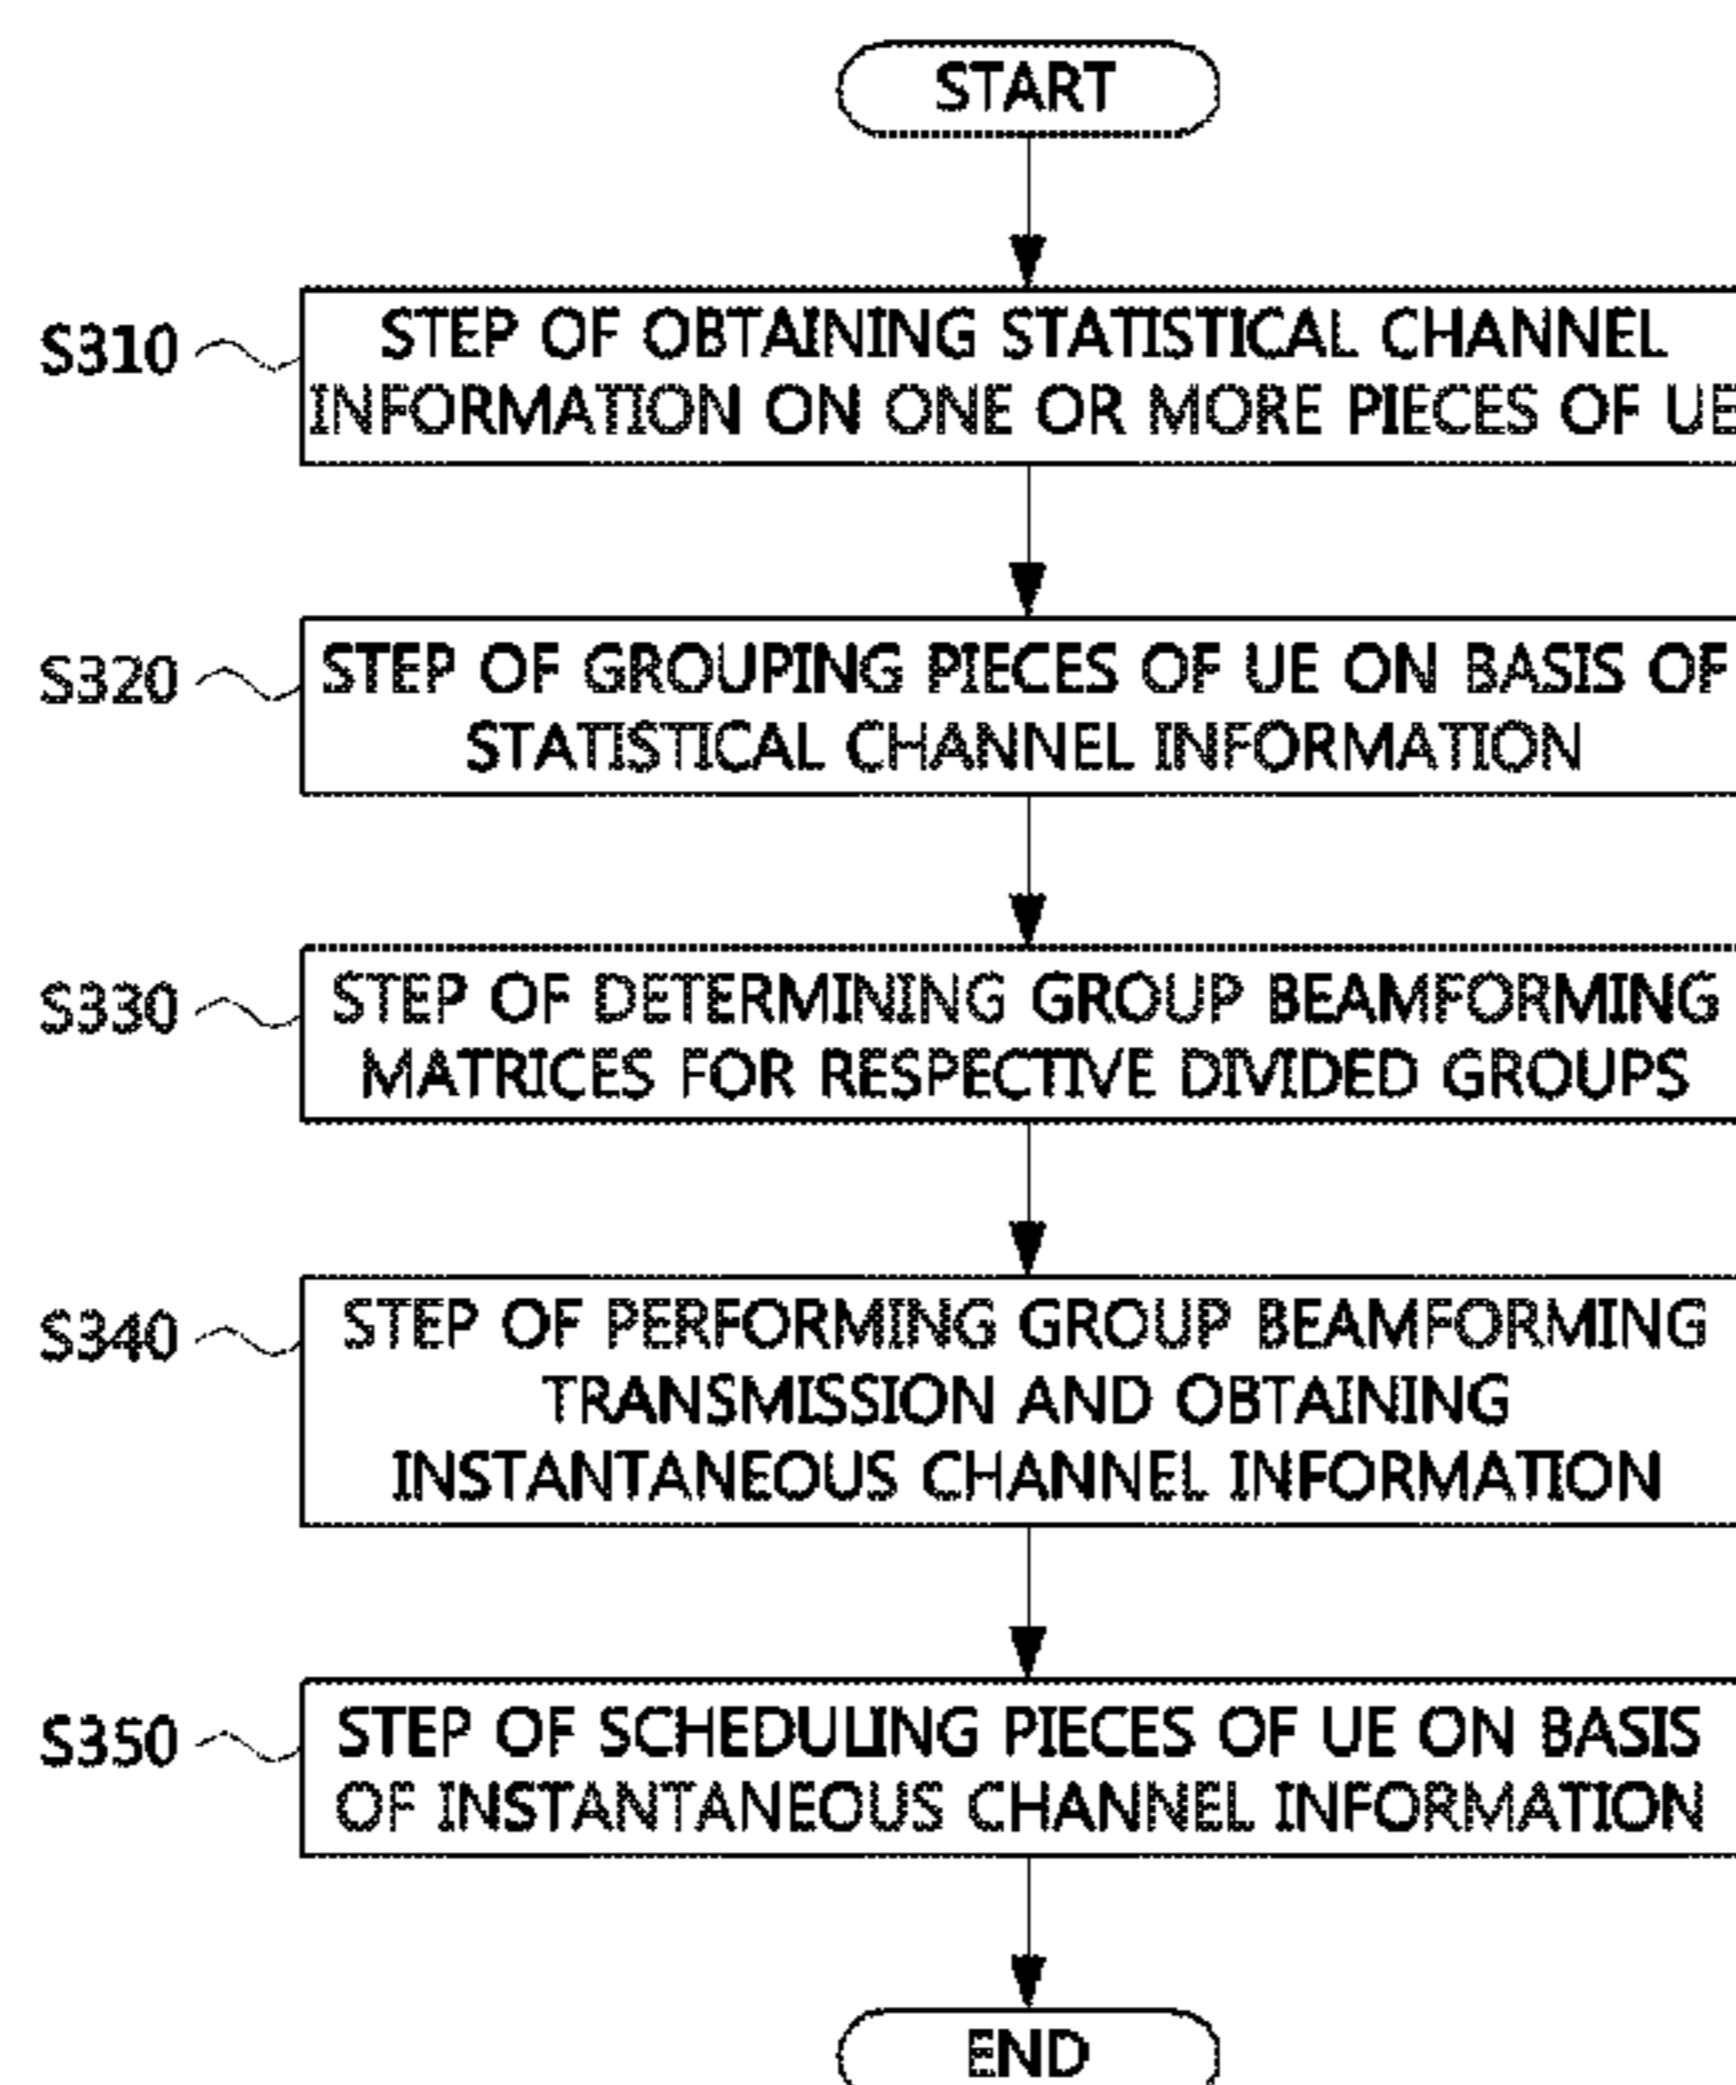 START
S310
STEP OF OBTAINING STATISTICAL CHANNEL
INFORMATION ON ONE OR MORE PIECES OF UE
S320
STEP OF GROUPING PIECES OF UE ON BASIS OF
STATISTICAL CHANNEL INFORMATION
S330
STEP OF DETERMINING GROUP BEAMFORMING
MATRICES FOR RESPECTIVE DIVIDED GROUPS
S340
STEP OF PERFORMING GROUP BEAMFORMING
TRANSMISSION AND OBTAINING
INSTANTANEOUS CHANNEL INFORMATION
S350
STEP OF SCHEDULING PIECES OF UE ON BASIS
OF INSTANTANEOUS CHANNEL INFORMATION
END